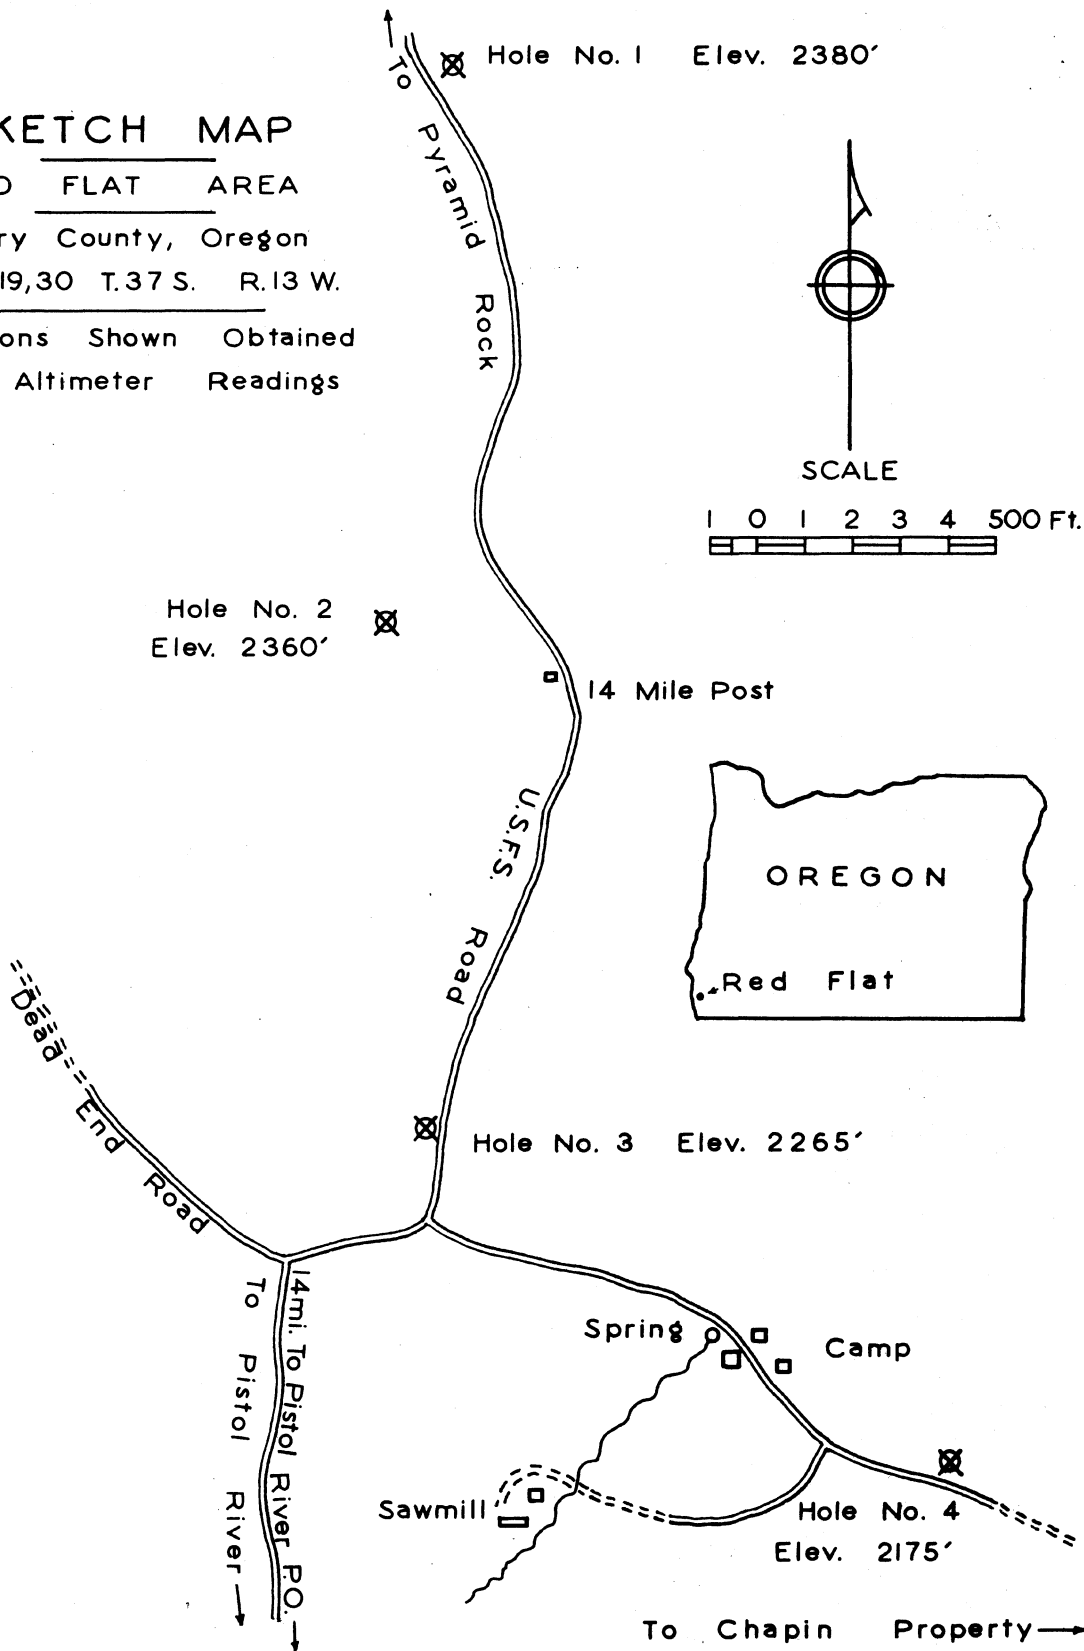 KETCH MAP
FLAT AREA
ry County, Oregon
19,30 T.37 S. R.13 W.
ons Shown Obtained
Altimeter Readings
Hole No. 1 Elev. 2380′
To Pyramid Rock
SCALE
1 0 1 2 3 4 500 Ft.
Hole No. 2
Elev. 2360′
14 Mile Post
U.S.F.S. Road
OREGON
Red Flat
Dead End Road
Hole No. 3 Elev. 2265′
To Pistol River
14mi. To Pistol River P.O.
Spring
Camp
Sawmill
Hole No. 4
Elev. 2175′
To Chapin Property